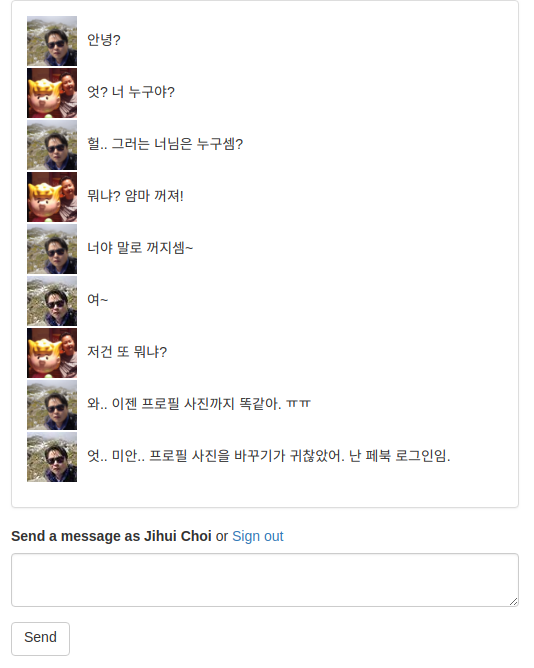 안녕?
엇? 너 누구야?
헐.. 그러는 너님은 누구셈?
뭐냐? 얌마 꺼져!
너야 말로 꺼지셈~
여~
저건 또 뭐냐?
와.. 이젠 프로필 사진까지 똑같아. ㅠㅠ
엇.. 미안.. 프로필 사진을 바꾸기가 귀찮았어. 난 페북 로그인임.
Send a message as Jihui Choi or Sign out
Send